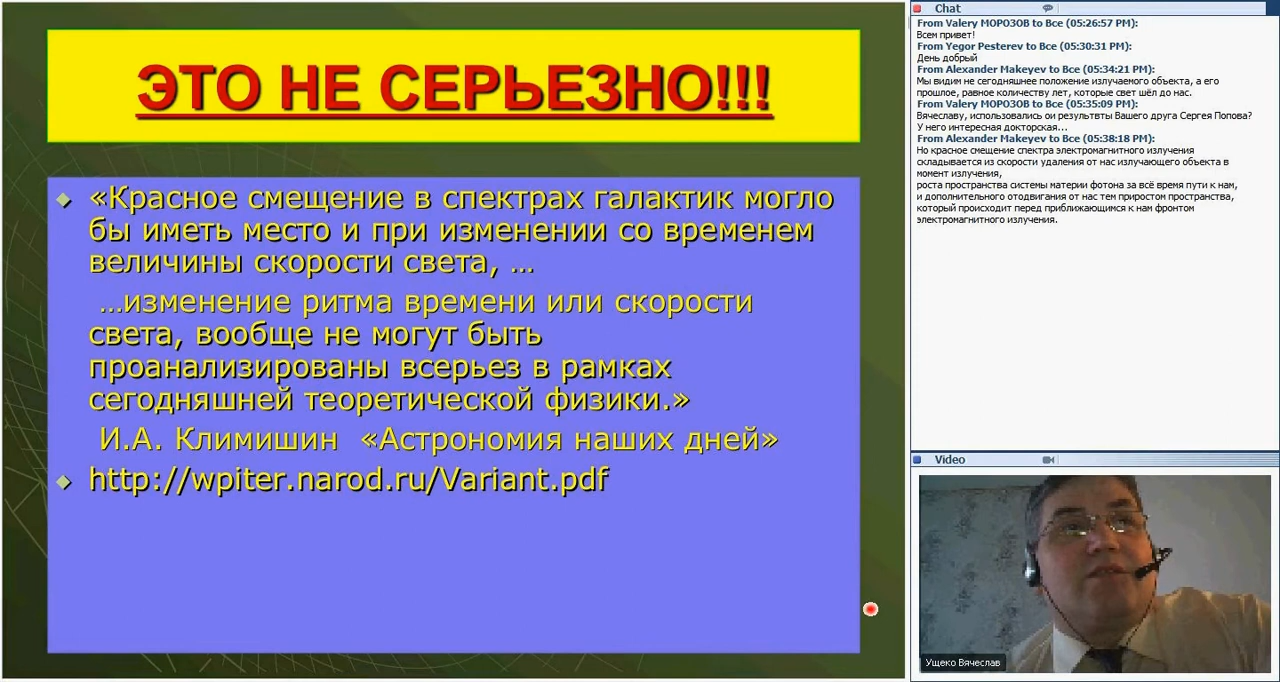 ЭТО НЕ СЕРЬЕЗНО!!!
«Красное смещение в спектрах галактик могло
бы иметь место и при изменении со временем
величины скорости света, …
…изменение ритма времени или скорости
света, вообще не могут быть
проанализированы всерьез в рамках
сегодняшней теоретической физики.»
И.А. Климишин «Астрономия наших дней»
http://wpiter.narod.ru/Variant.pdf
Chat
From Valery МОРОЗОВ to Все (05:26:57 PM):
Всем привет!
From Yegor Pesterev to Все (05:30:31 PM):
День добрый
From Alexander Makeyev to Все (05:34:21 PM):
Мы видим не сегодняшнее положение излучаемого объекта, а его
прошлое, равное количеству лет, которые свет шёл до нас.
From Valery МОРОЗОВ to Все (05:35:09 PM):
Вячеславу, использовались ои резульtвты Вашего друга Сергея Попова?
У него интересная докторская...
From Alexander Makeyev to Все (05:38:18 PM):
Но красное смещение спектра электромагнитного излучения
складывается из скорости удаления от нас излучающего объекта в
момент излучения,
роста пространства системы материи фотона за всё время пути к нам,
и дополнительного отодвигания от нас тем приростом пространства,
который происходит перед приближающимся к нам фронтом
электромагнитного излучения.
Video
Ущеко Вячеслав